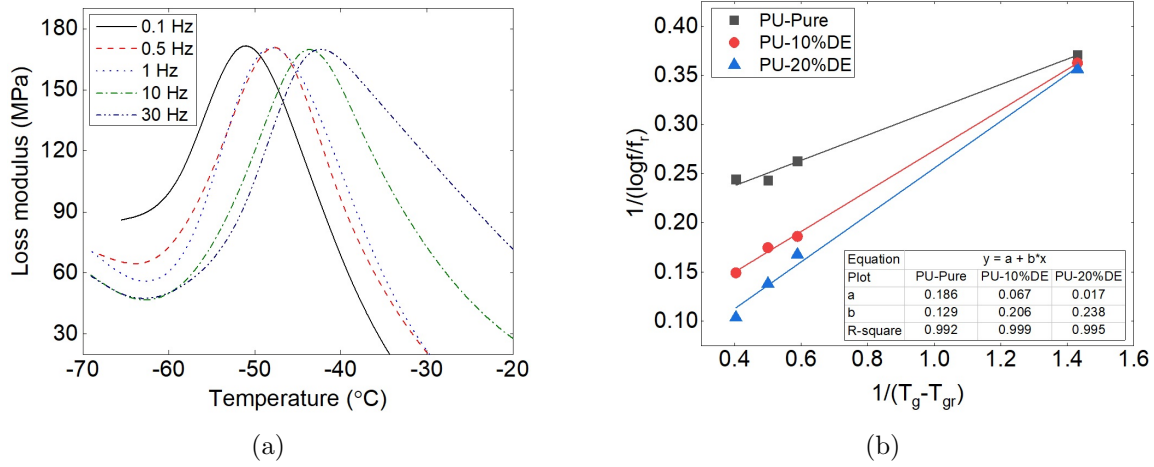 180
150
120
90
60
30
Loss modulus (MPa)
0.1 Hz
0.5 Hz
1 Hz
10 Hz
30 Hz
-70 -60 -50 -40 -30 -20
Temperature (°C)
(a)
0.40
0.35
0.30
0.25
0.20
0.15
0.10
1/(logf/fr)
PU-Pure
PU-10%DE
PU-20%DE
Equation y = a + b*x
Plot PU-Pure PU-10%DE PU-20%DE
a 0.186 0.067 0.017
b 0.129 0.206 0.238
R-square 0.992 0.999 0.995
0.4 0.6 0.8 1.0 1.2 1.4 1.6
1/(Tg-Tgr)
(b)